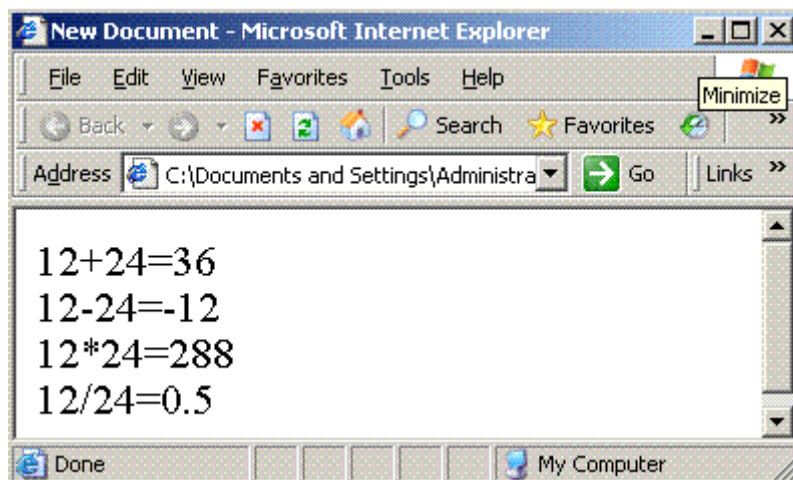 New Document - Microsoft Internet Explorer
File Edit View Favorites Tools Help
Minimize
Back Search Favorites »
Address C:\Documents and Settings\Administra Go Links »
12+24=36
12-24=-12
12*24=288
12/24=0.5
Done My Computer